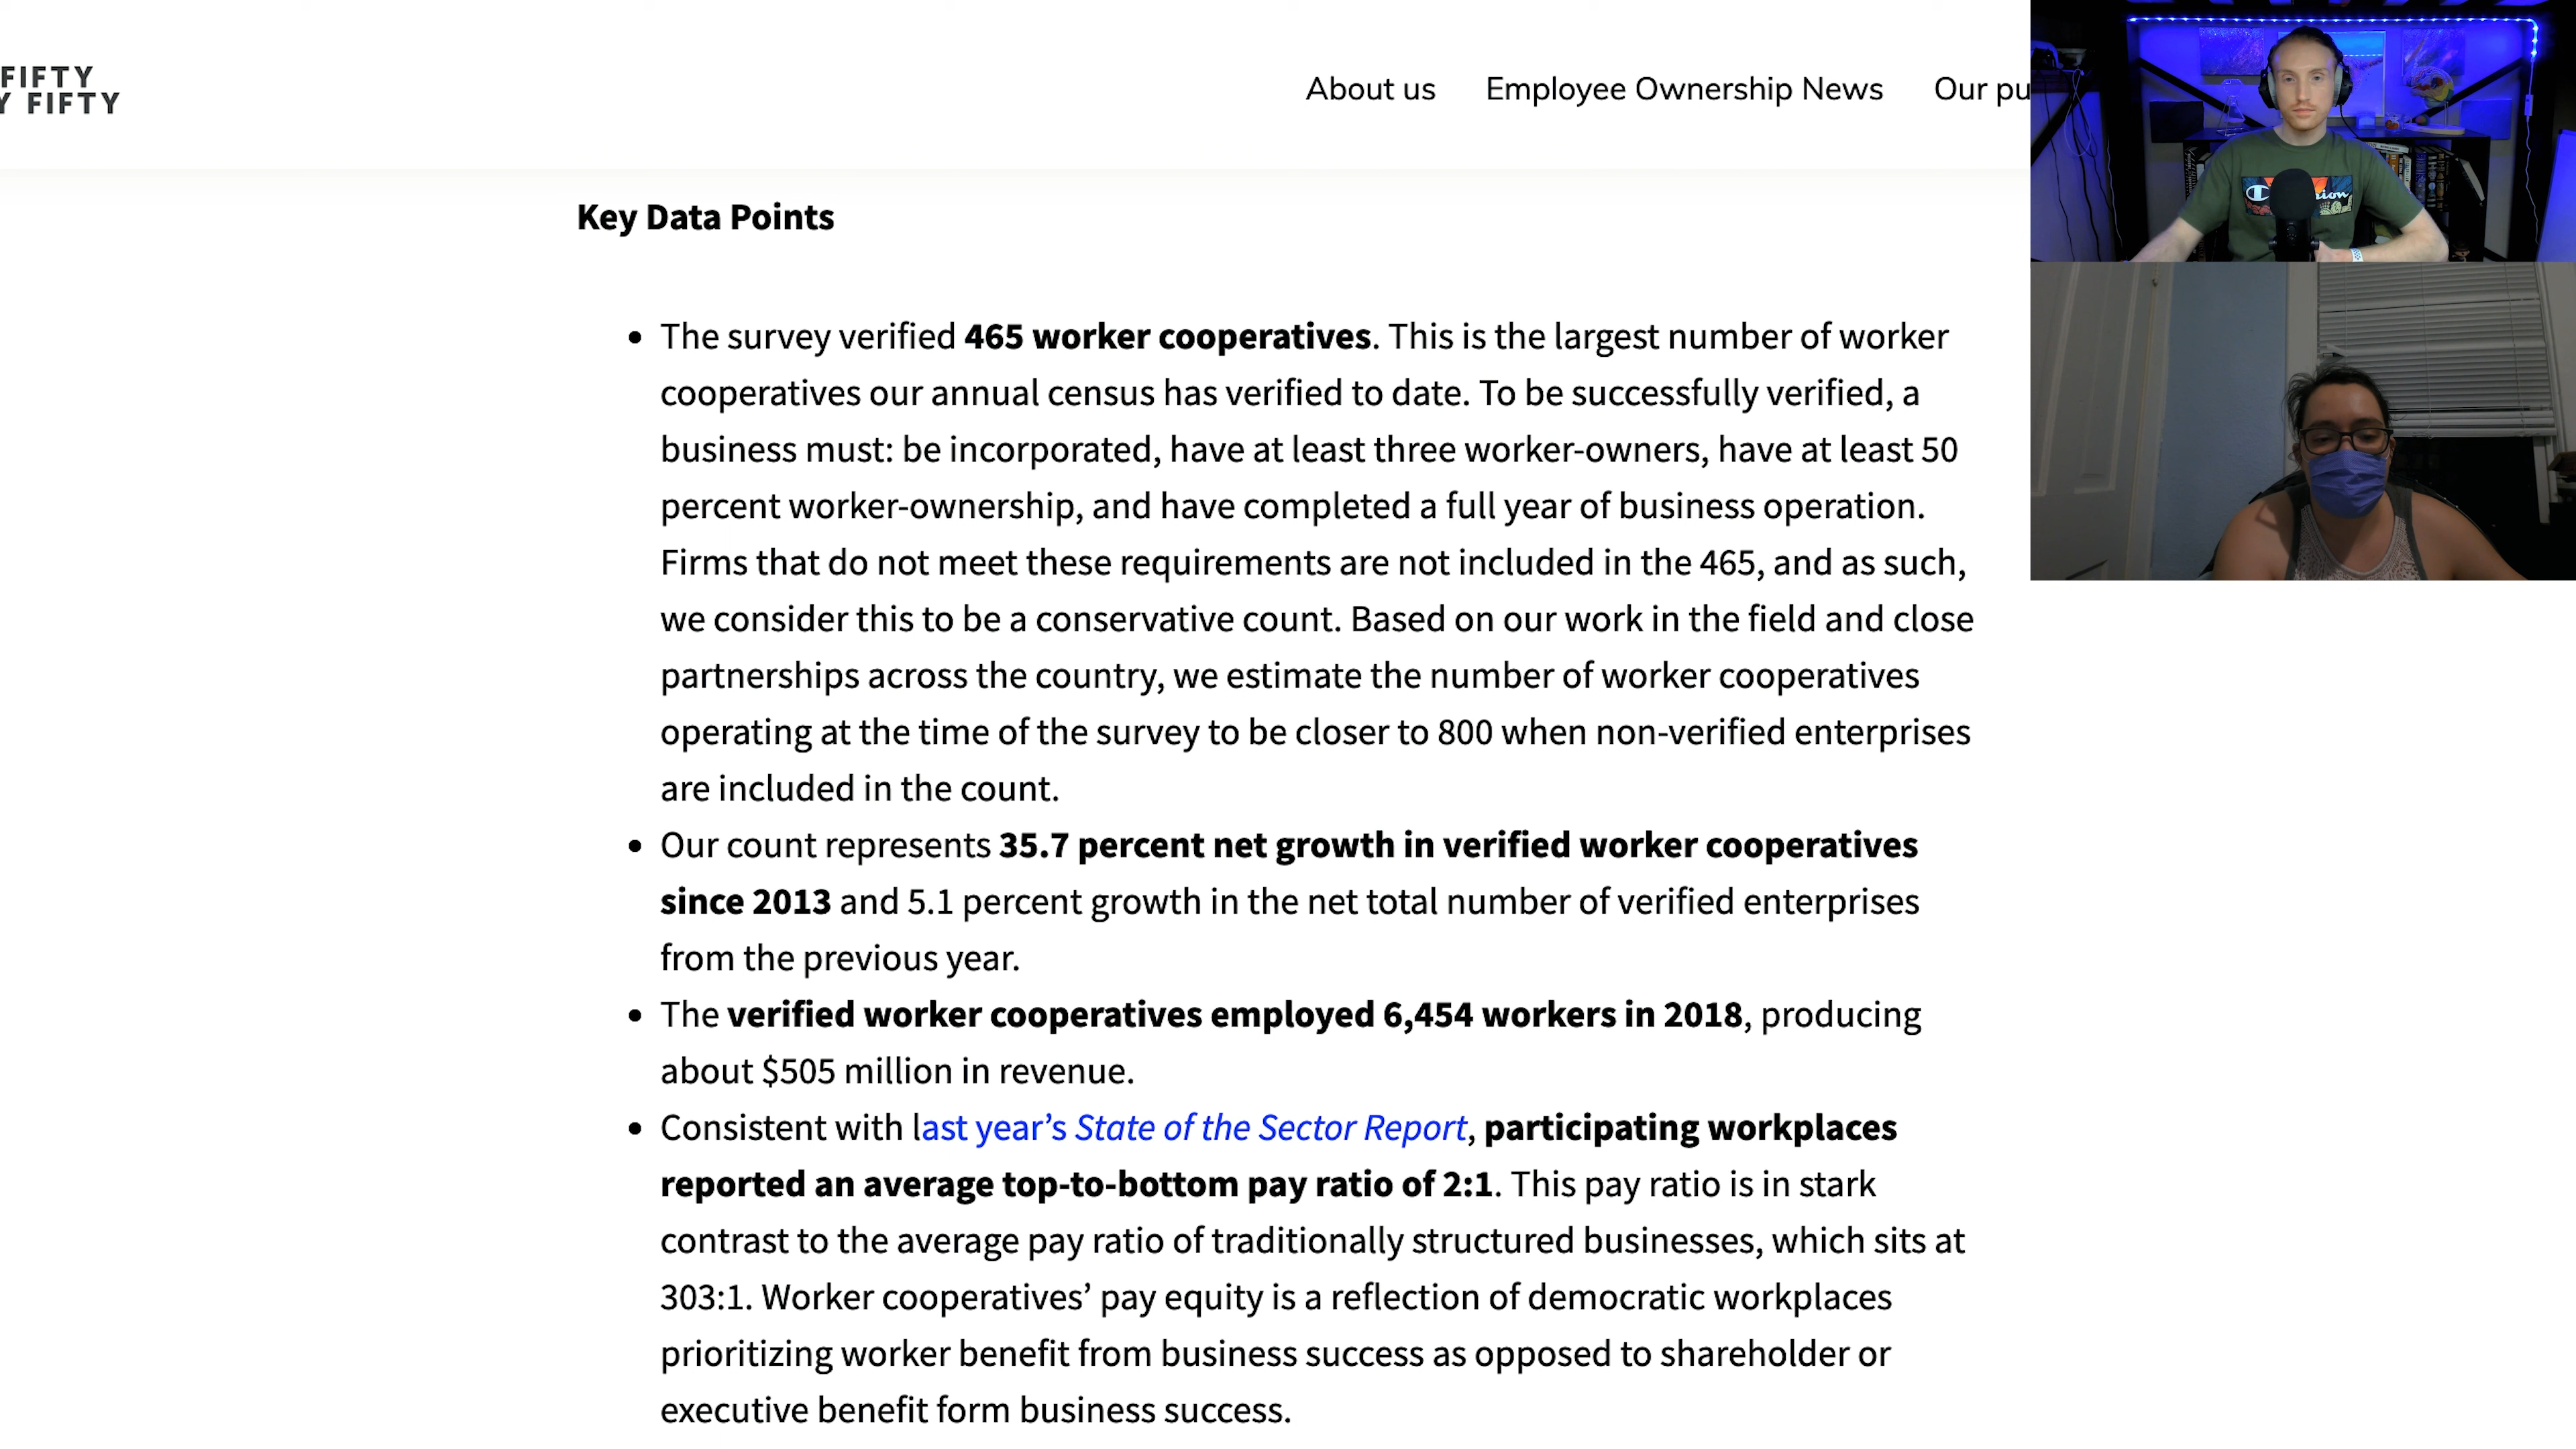 FIFTY
Y FIFTY
About us Employee Ownership News Our pu
Key Data Points
• The survey verified 465 worker cooperatives. This is the largest number of worker
cooperatives our annual census has verified to date. To be successfully verified, a
business must: be incorporated, have at least three worker-owners, have at least 50
percent worker-ownership, and have completed a full year of business operation.
Firms that do not meet these requirements are not included in the 465, and as such,
we consider this to be a conservative count. Based on our work in the field and close
partnerships across the country, we estimate the number of worker cooperatives
operating at the time of the survey to be closer to 800 when non-verified enterprises
are included in the count.
• Our count represents 35.7 percent net growth in verified worker cooperatives
since 2013 and 5.1 percent growth in the net total number of verified enterprises
from the previous year.
• The verified worker cooperatives employed 6,454 workers in 2018, producing
about $505 million in revenue.
• Consistent with last year’s State of the Sector Report, participating workplaces
reported an average top-to-bottom pay ratio of 2:1. This pay ratio is in stark
contrast to the average pay ratio of traditionally structured businesses, which sits at
303:1. Worker cooperatives’ pay equity is a reflection of democratic workplaces
prioritizing worker benefit from business success as opposed to shareholder or
executive benefit form business success.